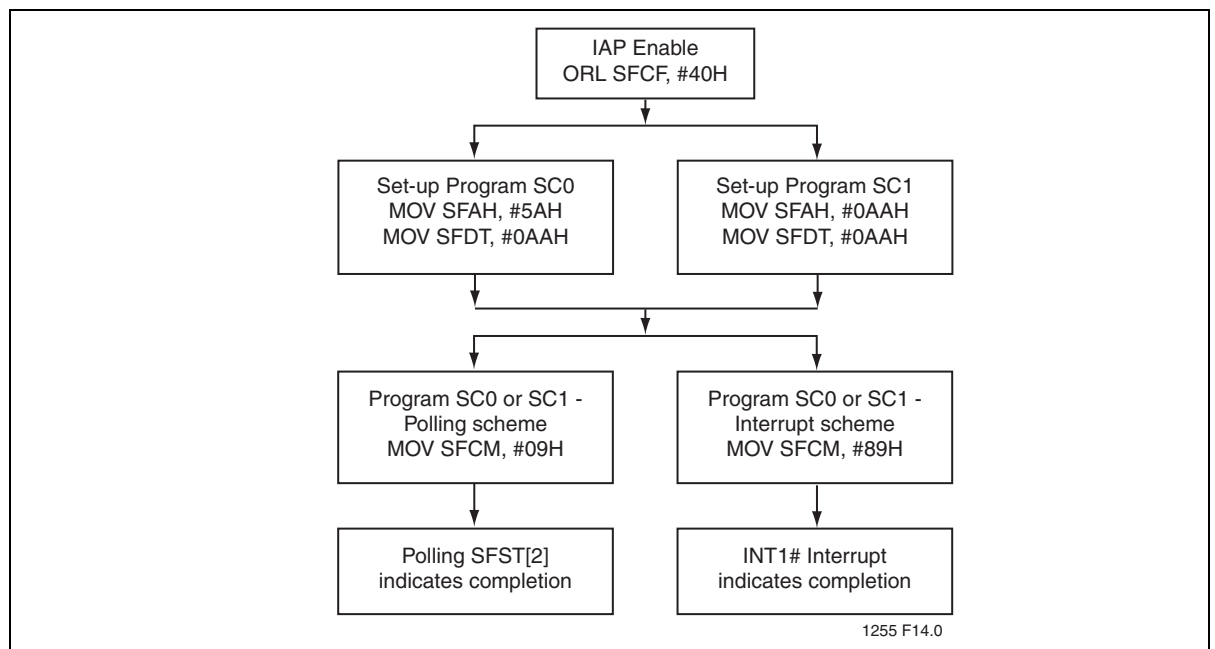 IAP Enable
ORL SFCF, #40H
Set-up Program SC0
MOV SFAH, #5AH
MOV SFDT, #0AAH
Set-up Program SC1
MOV SFAH, #0AAH
MOV SFDT, #0AAH
Program SC0 or SC1 -
Polling scheme
MOV SFCM, #09H
Program SC0 or SC1 -
Interrupt scheme
MOV SFCM, #89H
Polling SFST[2]
indicates completion
INT1# Interrupt
indicates completion
1255 F14.0